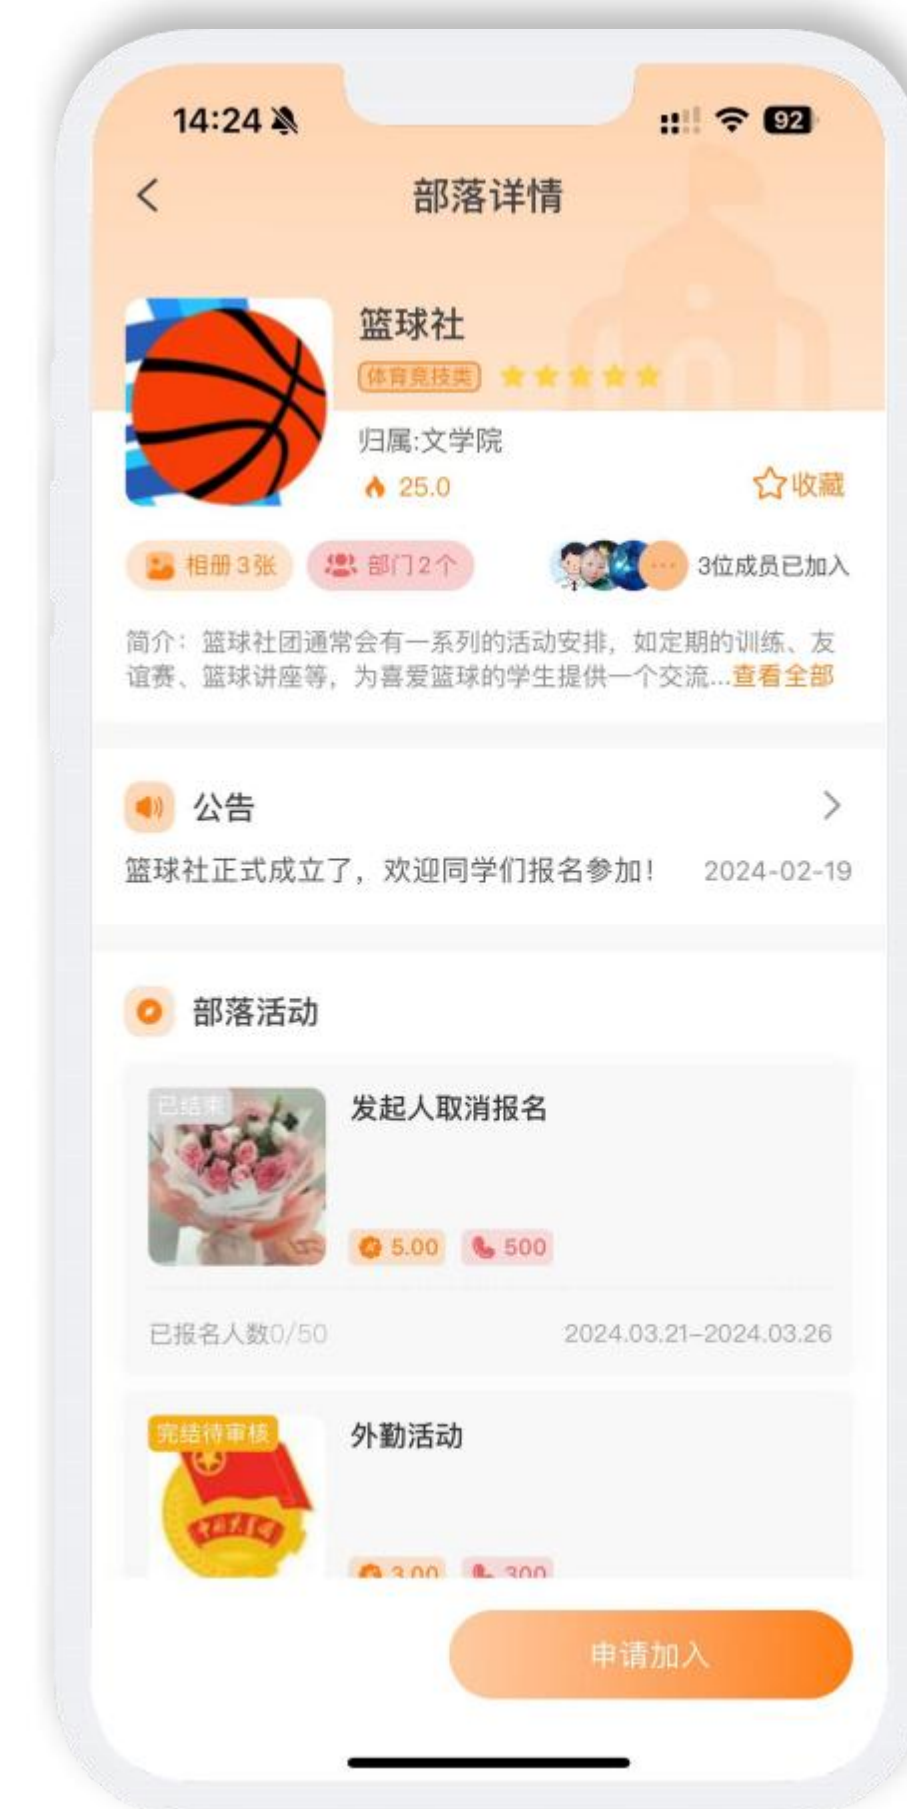 14:24
92
部落详情
篮球社
体育竞技类
归属:文学院
25.0
收藏
相册3张
部门2个
3位成员已加入
简介：篮球社团通常会有一系列的活动安排，如定期的训练、友
谊赛、篮球讲座等，为喜爱篮球的学生提供一个交流...查看全部
公告
篮球社正式成立了，欢迎同学们报名参加！
2024-02-19
部落活动
已结束
发起人取消报名
5.00
500
已报名人数0/50
2024.03.21-2024.03.26
完结待审核
外勤活动
中国共青团
3.00
300
申请加入